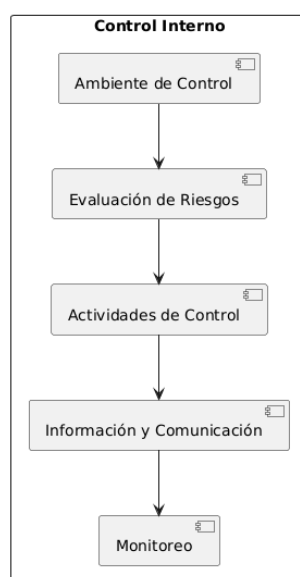 Control Interno
Ambiente de Control
Evaluación de Riesgos
Actividades de Control
Información y Comunicación
Monitoreo